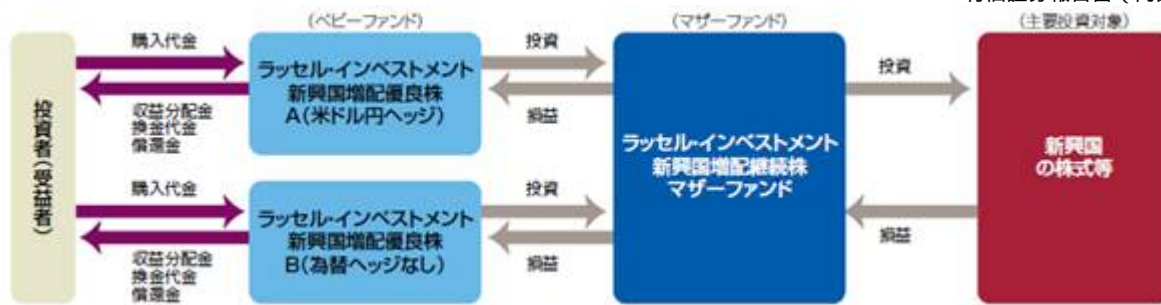 (ベビーファンド)
(マザーファンド)
(主要投資対象)
投資者(受益者)
購入代金
収益分配金
換金代金
償還金
ラッセル・インベストメント
新興国増配優良株
A(米ドル円ヘッジ)
投資
損益
購入代金
収益分配金
換金代金
償還金
ラッセル・インベストメント
新興国増配優良株
B(為替ヘッジなし)
投資
損益
ラッセル・インベストメント
新興国増配継続株
マザーファンド
投資
損益
新興国
の株式等